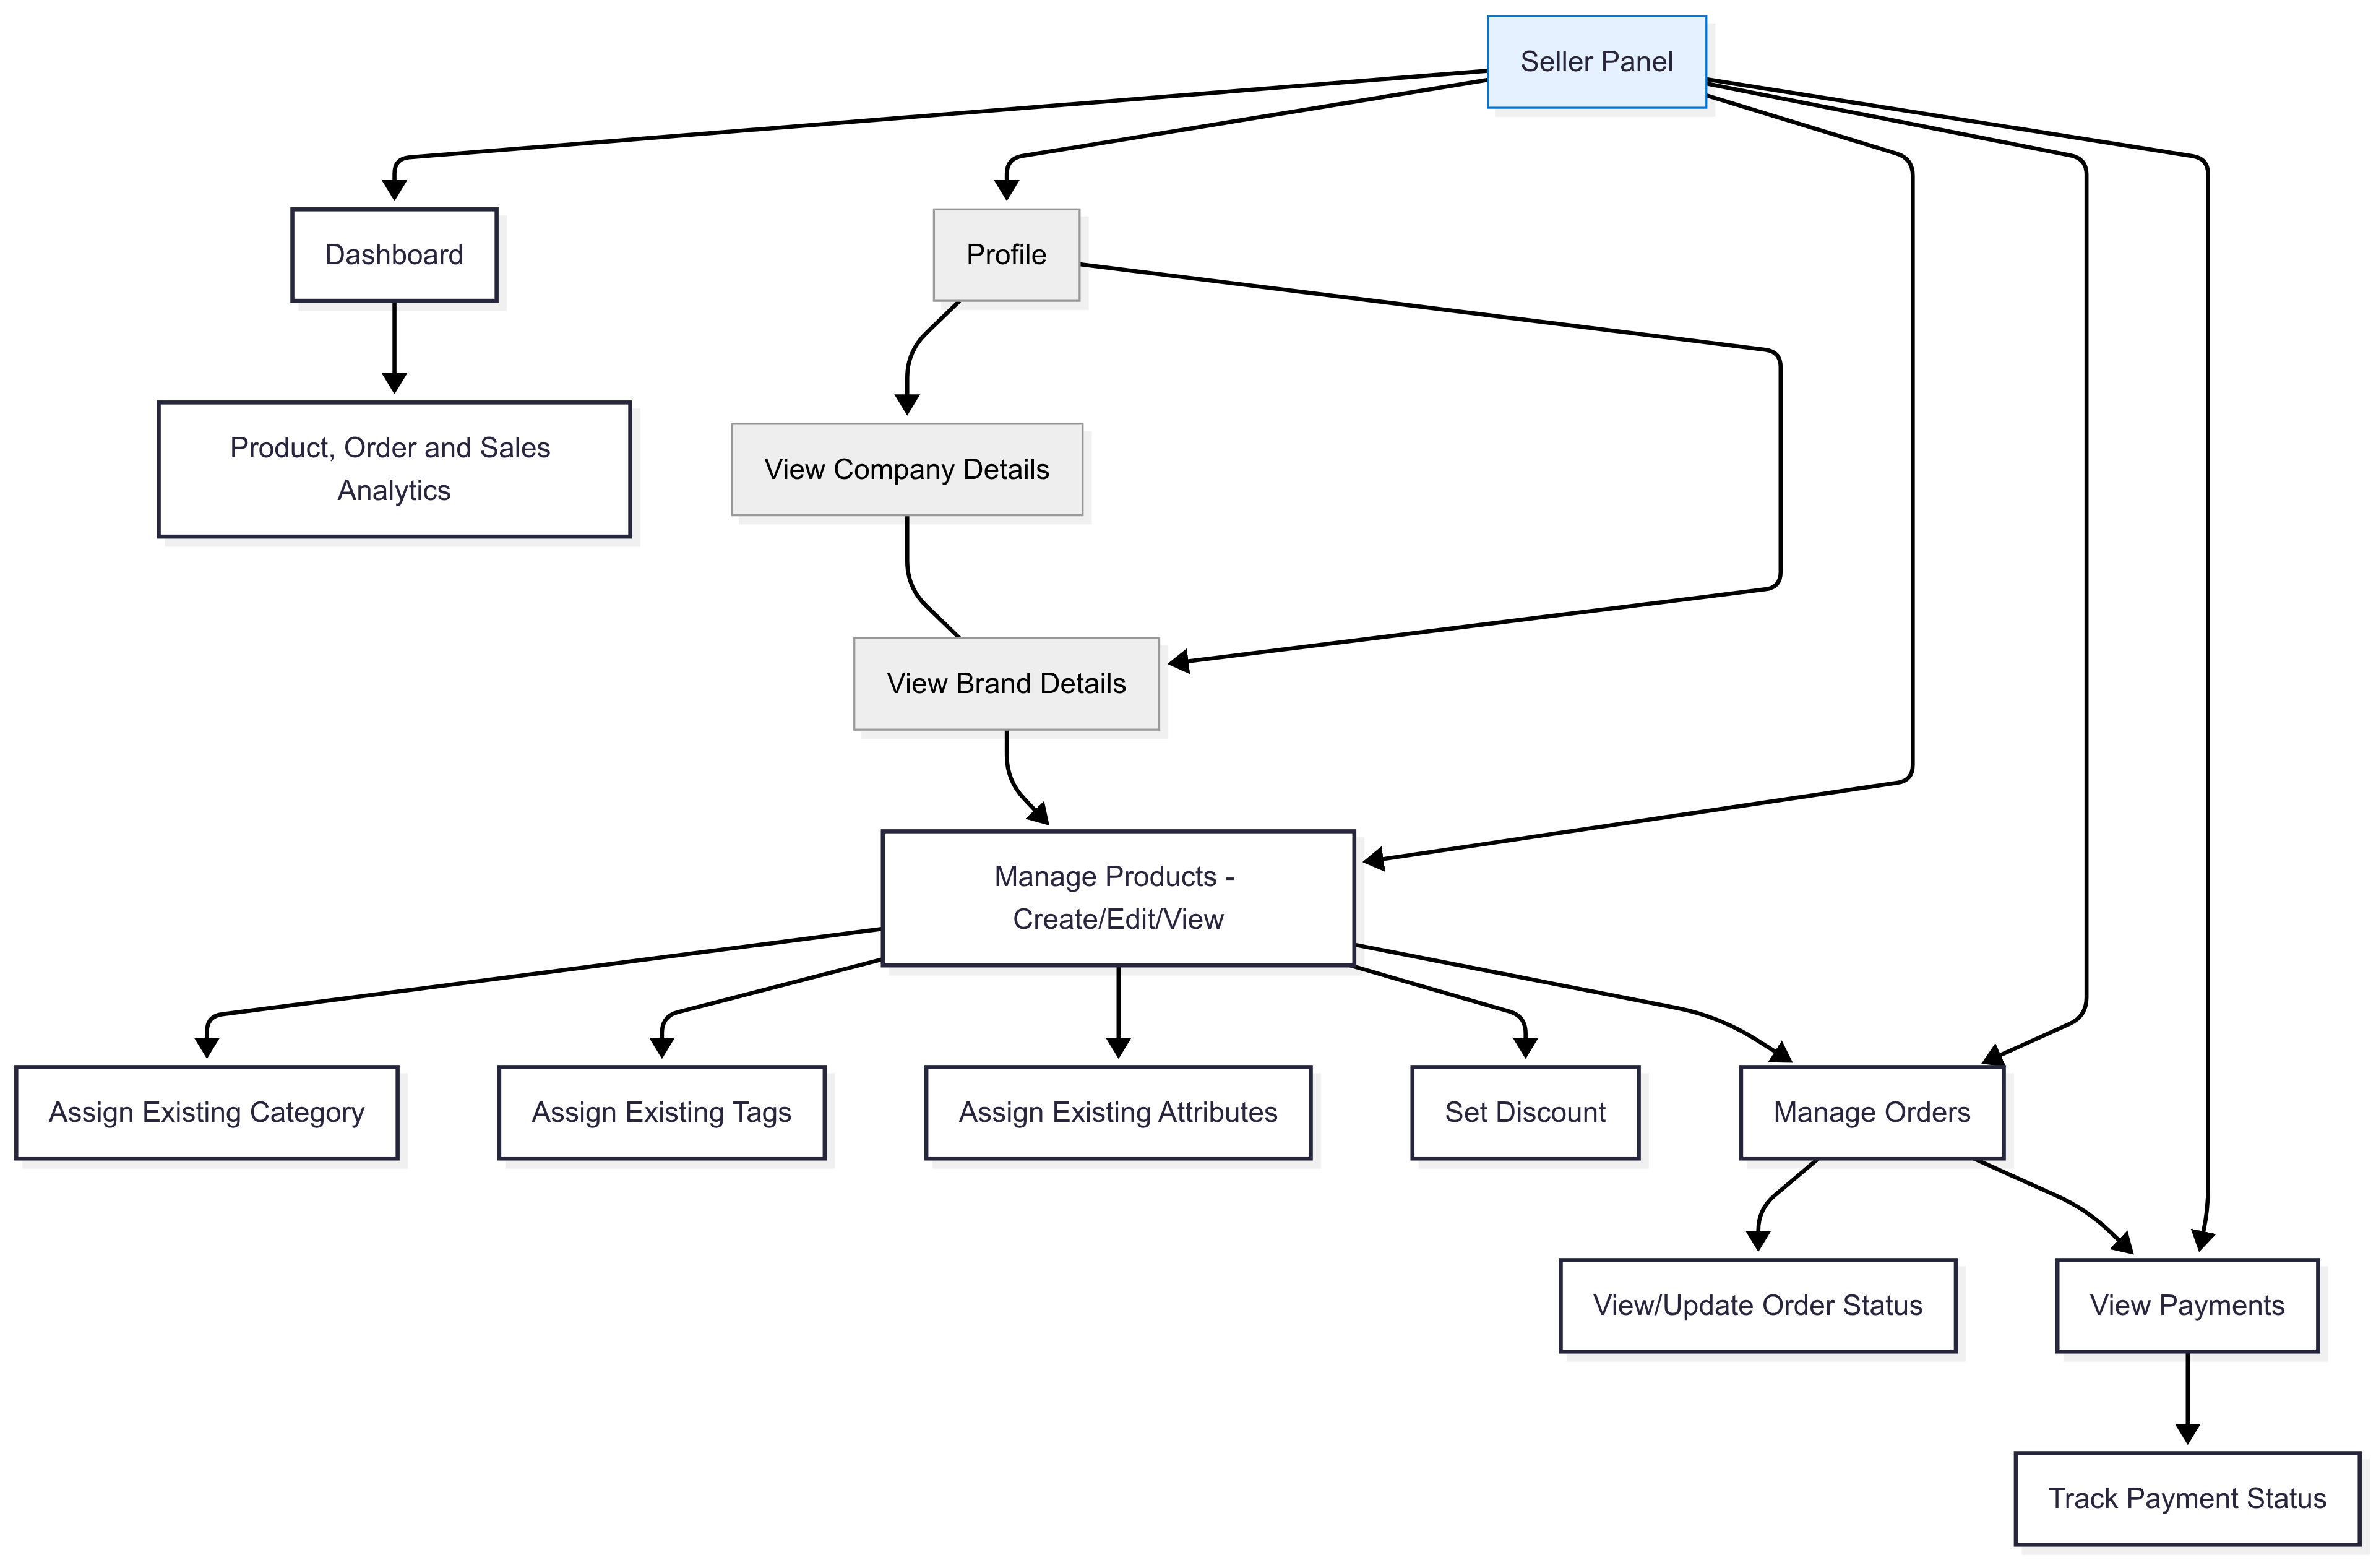 Seller Panel
Dashboard
Profile
Product, Order and Sales
Analytics
View Company Details
View Brand Details
Manage Products -
Create/Edit/View
Assign Existing Category
Assign Existing Tags
Assign Existing Attributes
Set Discount
Manage Orders
View/Update Order Status
View Payments
Track Payment Status